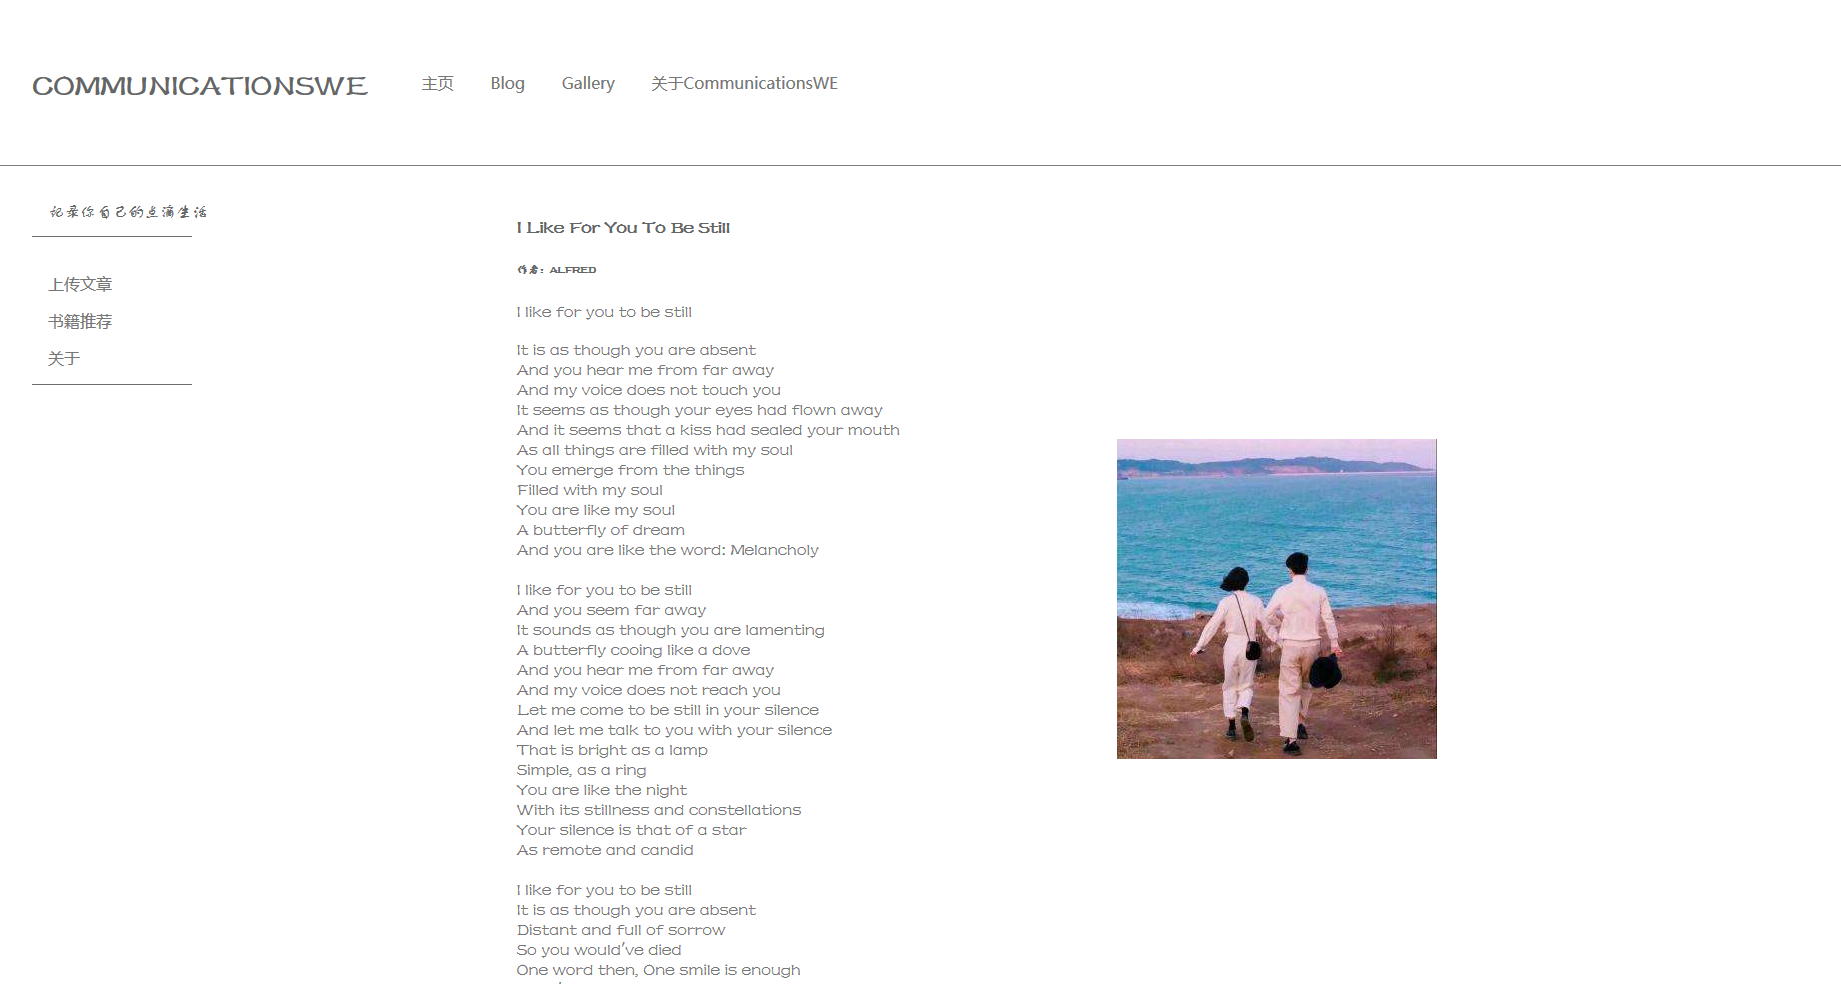 COMMUNICATIONSWE
主页 Blog Gallery 关于CommunicationsWE
记录你自己的点滴生活
上传文章
书籍推荐
关于
I Like For You To Be Still
作者：ALFRED
I like for you to be still
It is as though you are absent
And you hear me from far away
And my voice does not touch you
It seems as though your eyes had flown away
And it seems that a kiss had sealed your mouth
As all things are filled with my soul
You emerge from the things
Filled with my soul
You are like my soul
A butterfly of dream
And you are like the word: Melancholy
I like for you to be still
And you seem far away
It sounds as though you are lamenting
A butterfly cooing like a dove
And you hear me from far away
And my voice does not reach you
Let me come to be still in your silence
And let me talk to you with your silence
That is bright as a lamp
Simple, as a ring
You are like the night
With its stillness and constellations
Your silence is that of a star
As remote and candid
I like for you to be still
It is as though you are absent
Distant and full of sorrow
So you would've died
One word then, One smile is enough